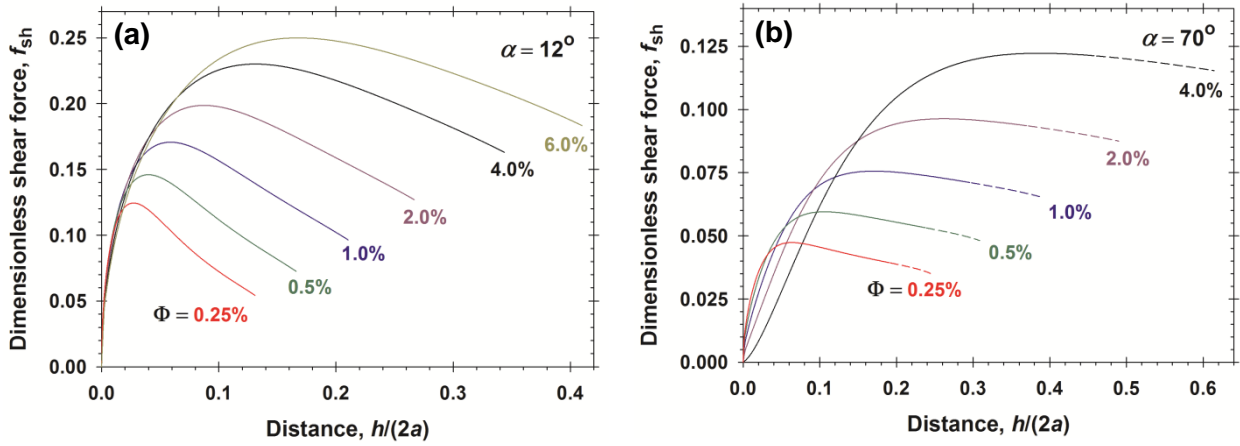 (a)
α = 12°
Dimensionless shear force, fsh
0.25
0.20
0.15
0.10
0.05
0.00
6.0%
4.0%
2.0%
1.0%
0.5%
Φ = 0.25%
0.0 0.1 0.2 0.3 0.4
Distance, h/(2a)
(b)
α = 70°
Dimensionless shear force, fsh
0.125
0.100
0.075
0.050
0.025
0.000
4.0%
2.0%
1.0%
0.5%
Φ = 0.25%
0.0 0.1 0.2 0.3 0.4 0.5 0.6
Distance, h/(2a)